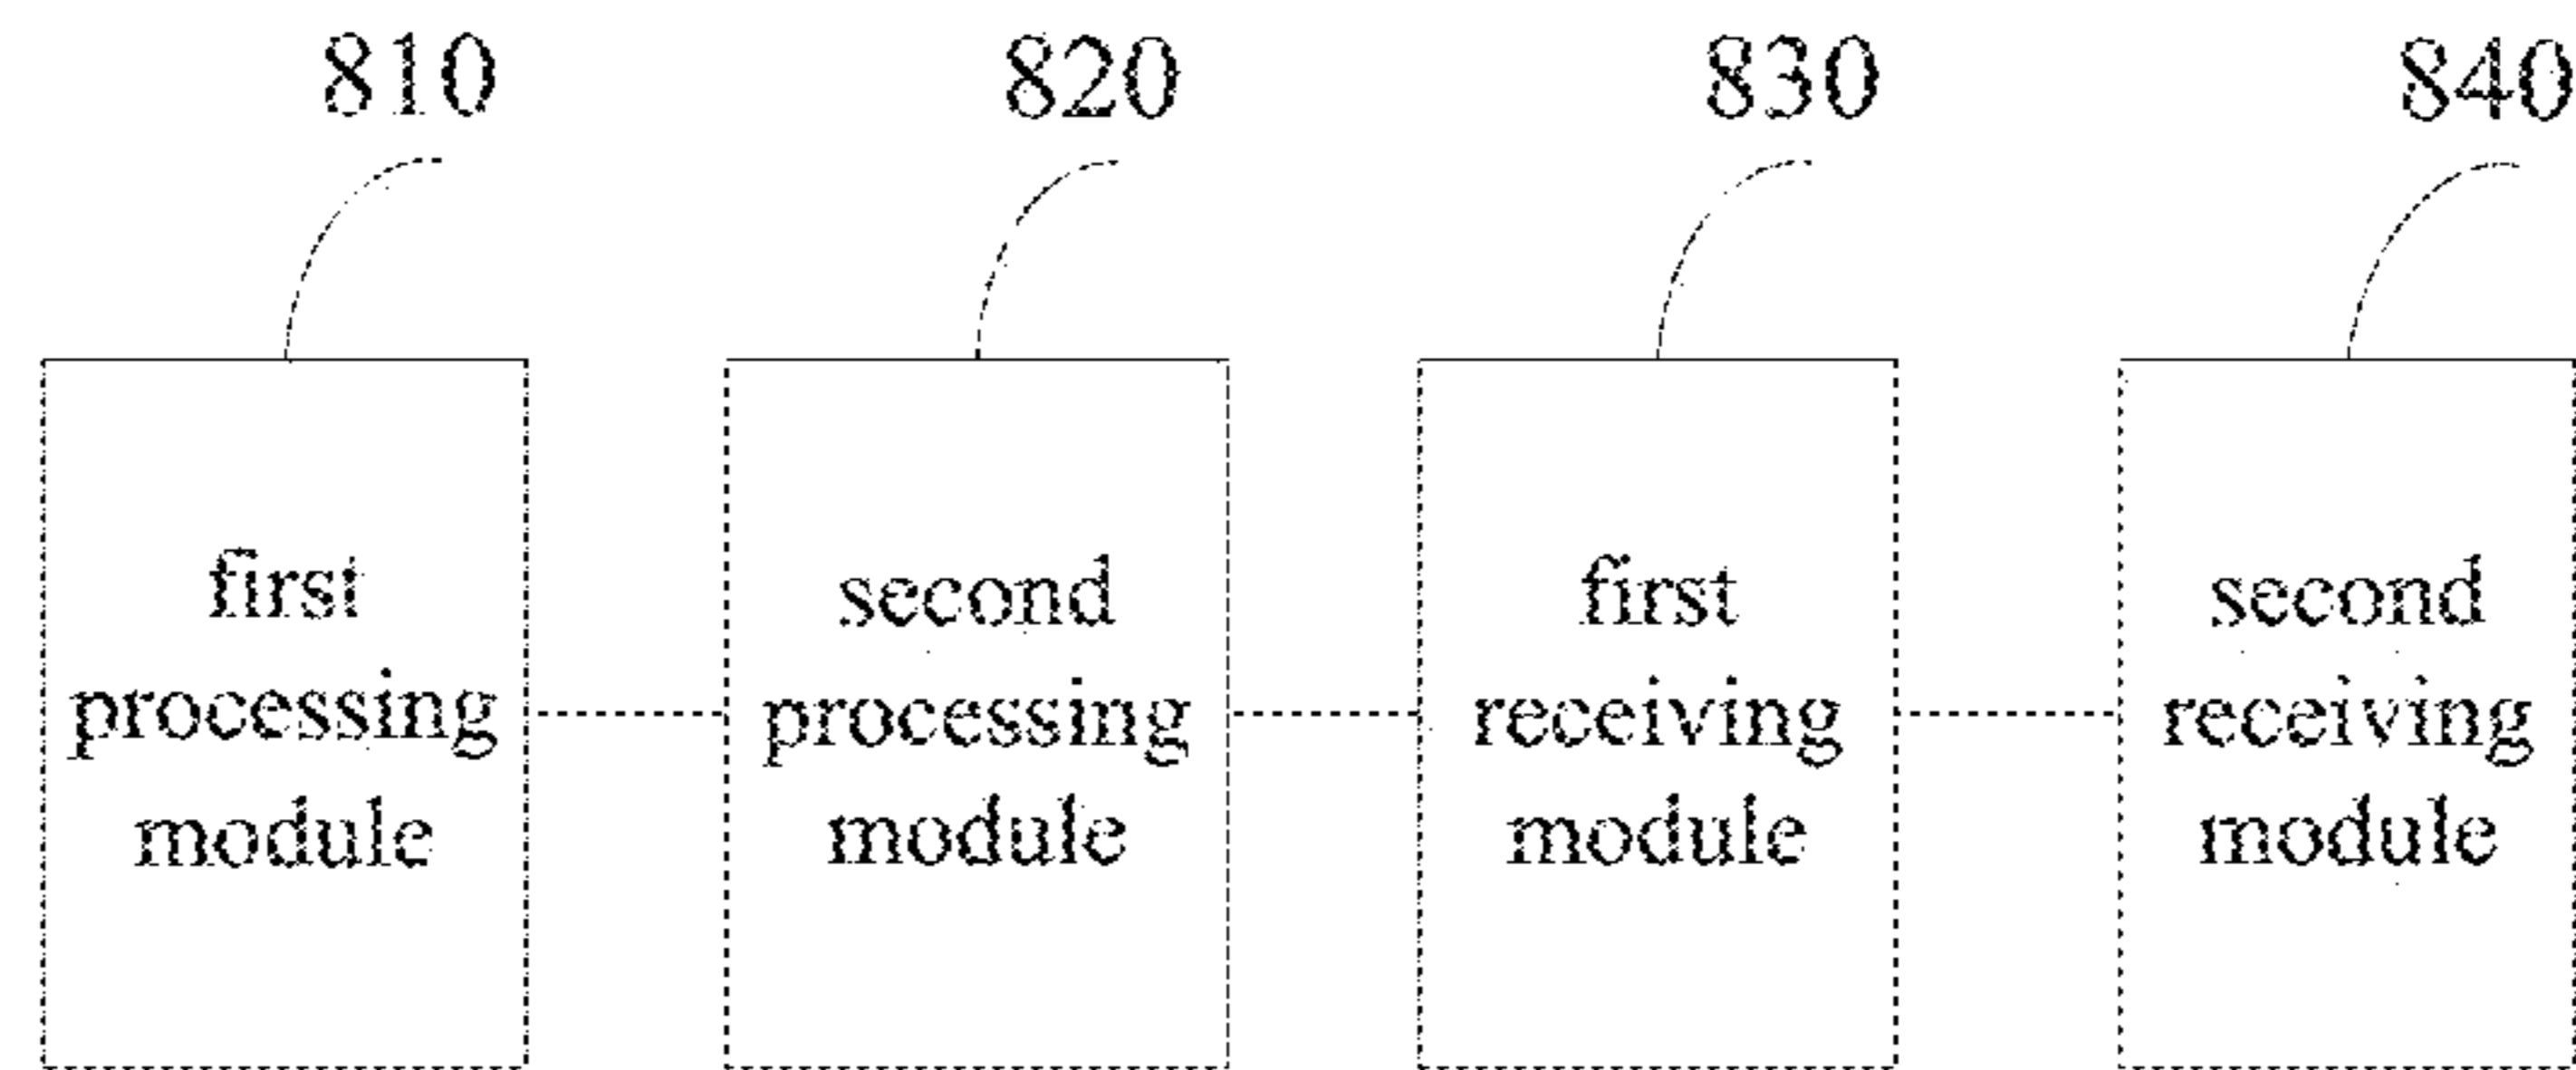 810
820
830
840
first
processing
module
second
processing
module
first
receiving
module
second
receiving
module